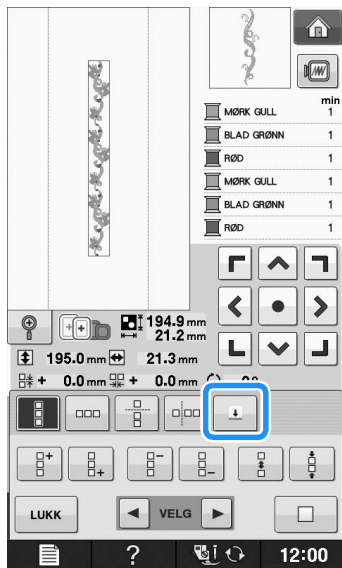 min
MØRK GULL 1
BLAD GRØNN 1
RØD 1
MØRK GULL 1
BLAD GRØNN 1
RØD 1
194.9 mm
21.2 mm
195.0 mm 21.3 mm
+ 0.0 mm + 0.0 mm
LUKK VELG
? 12:00